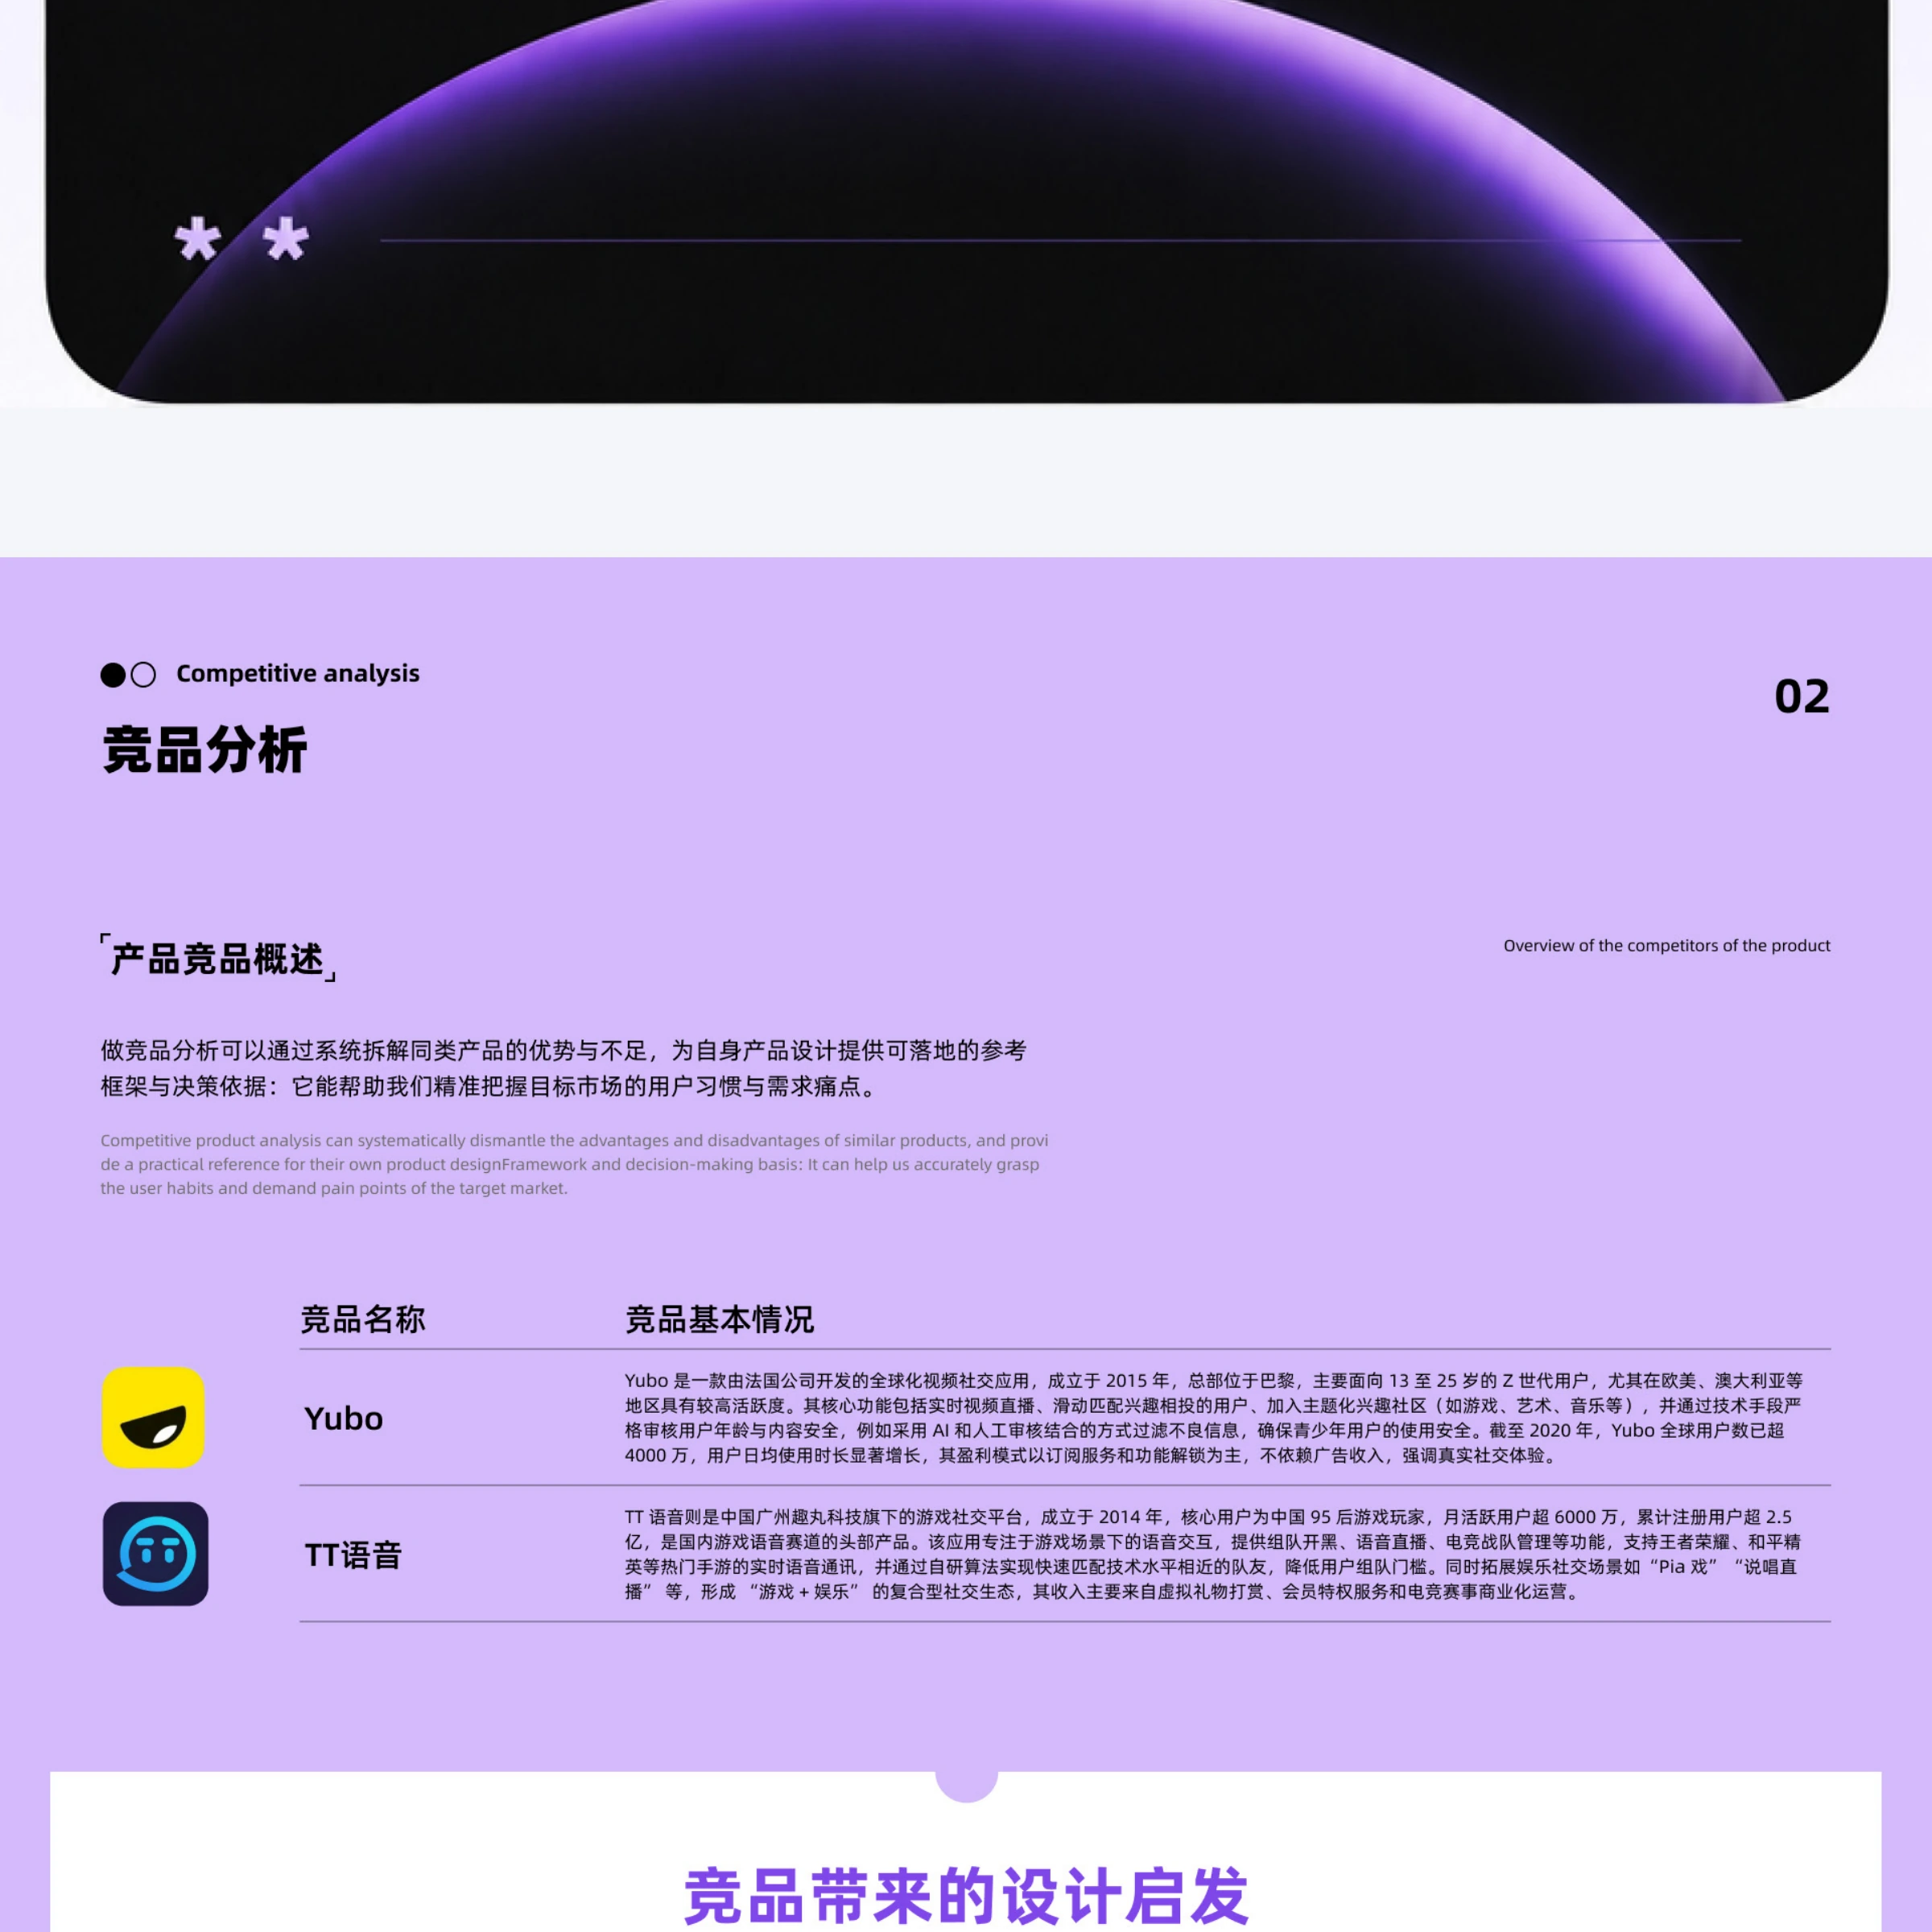 * *
Competitive analysis
02
竞品分析
「产品竞品概述」
Overview of the competitors of the product
做竞品分析可以通过系统拆解同类产品的优势与不足，为自身产品设计提供可落地的参考
框架与决策依据：它能帮助我们精准把握目标市场的用户习惯与需求痛点。
Competitive product analysis can systematically dismantle the advantages and disadvantages of similar products, and provi
de a practical reference for their own product designFramework and decision-making basis: It can help us accurately grasp
the user habits and demand pain points of the target market.
竞品名称
竞品基本情况
Yubo
Yubo 是一款由法国公司开发的全球化视频社交应用，成立于 2015 年，总部位于巴黎，主要面向 13 至 25 岁的 Z 世代用户，尤其在欧美、澳大利亚等
地区具有较高活跃度。其核心功能包括实时视频直播、滑动匹配兴趣相投的用户、加入主题化兴趣社区（如游戏、艺术、音乐等），并通过技术手段严
格审核用户年龄与内容安全，例如采用 AI 和人工审核结合的方式过滤不良信息，确保青少年用户的使用安全。截至 2020 年，Yubo 全球用户数已超
4000 万，用户日均使用时长显著增长，其盈利模式以订阅服务和功能解锁为主，不依赖广告收入，强调真实社交体验。
TT语音
TT 语音则是中国广州趣丸科技旗下的游戏社交平台，成立于 2014 年，核心用户为中国 95 后游戏玩家，月活跃用户超 6000 万，累计注册用户超 2.5
亿，是国内游戏语音赛道的头部产品。该应用专注于游戏场景下的语音交互，提供组队开黑、语音直播、电竞战队管理等功能，支持王者荣耀、和平精
英等热门手游的实时语音通讯，并通过自研算法实现快速匹配技术水平相近的队友，降低用户组队门槛。同时拓展娱乐社交场景如“Pia 戏” “说唱直
播” 等，形成 “游戏 + 娱乐” 的复合型社交生态，其收入主要来自虚拟礼物打赏、会员特权服务和电竞赛事商业化运营。
竞品带来的设计启发